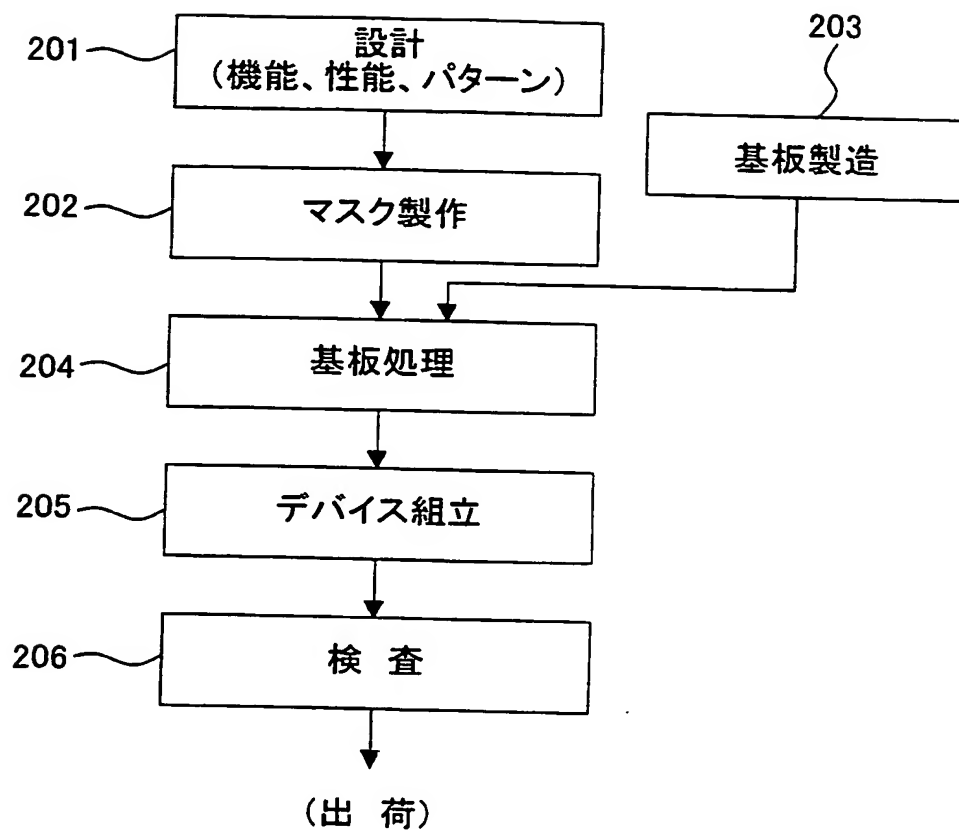 201
設計
(機能、性能、パターン)
203
基板製造
202
マスク製作
204
基板処理
205
デバイス組立
206
検 査
(出 荷)